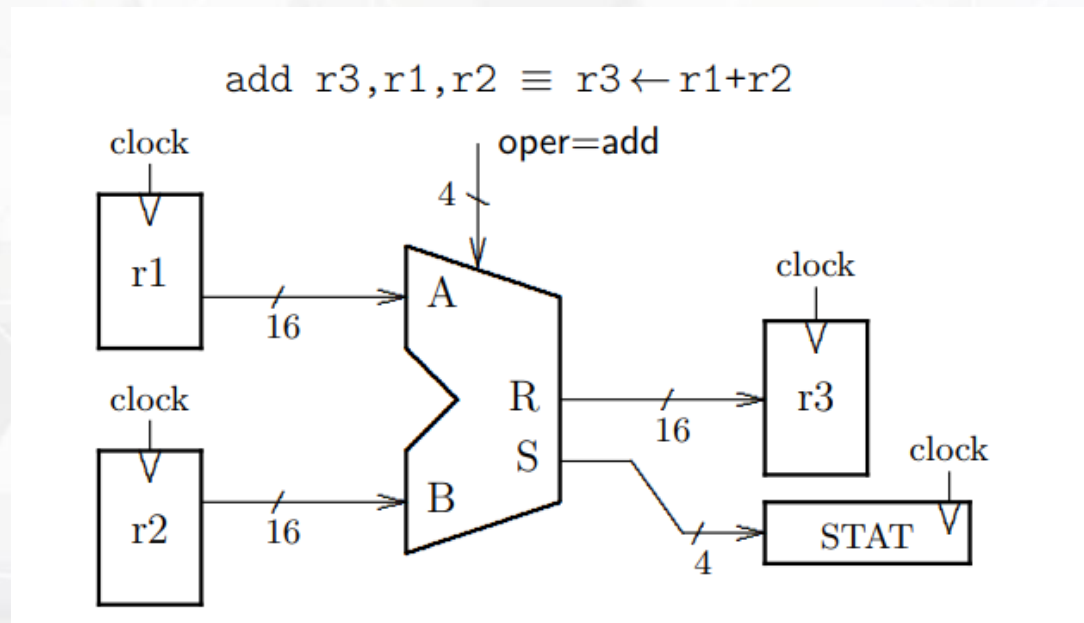 add r3,r1,r2 ≡ r3←r1+r2
clock
oper=add
4
r1
A
16
clock
clock
R
r3
16
S
clock
r2
B
16
STAT
4